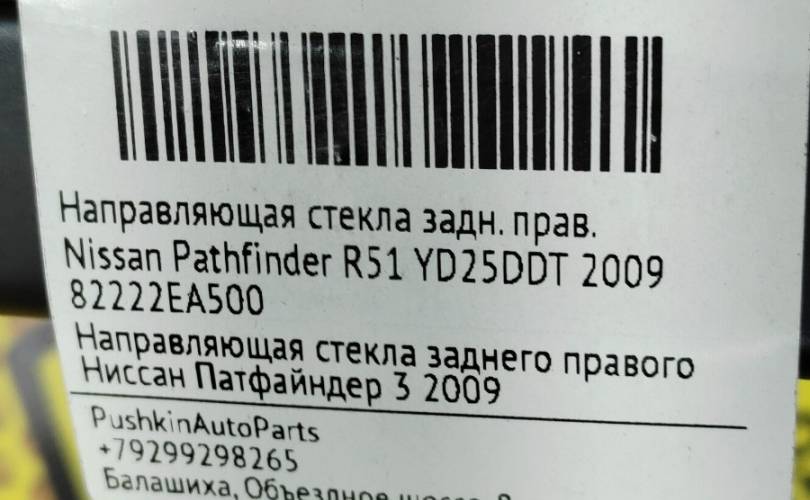 Направляющая стекла задн. прав.
Nissan Pathfinder R51 YD25DDT 2009
82222EA500
Направляющая стекла заднего правого
Ниссан Патфайндер 3 2009
PushkinAutoParts
+79299298265
Балашиха, Объездное шоссе,